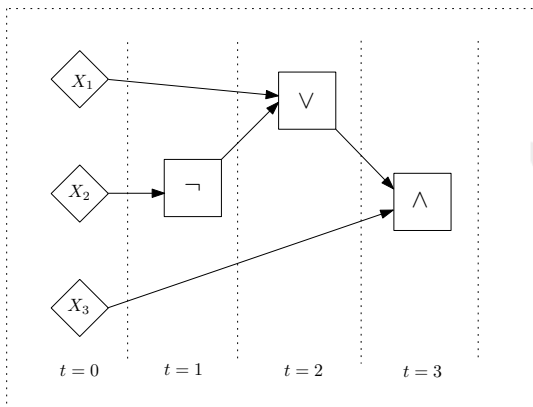 X₁
∨
X₂
¬
∧
X₃
t = 0
t = 1
t = 2
t = 3